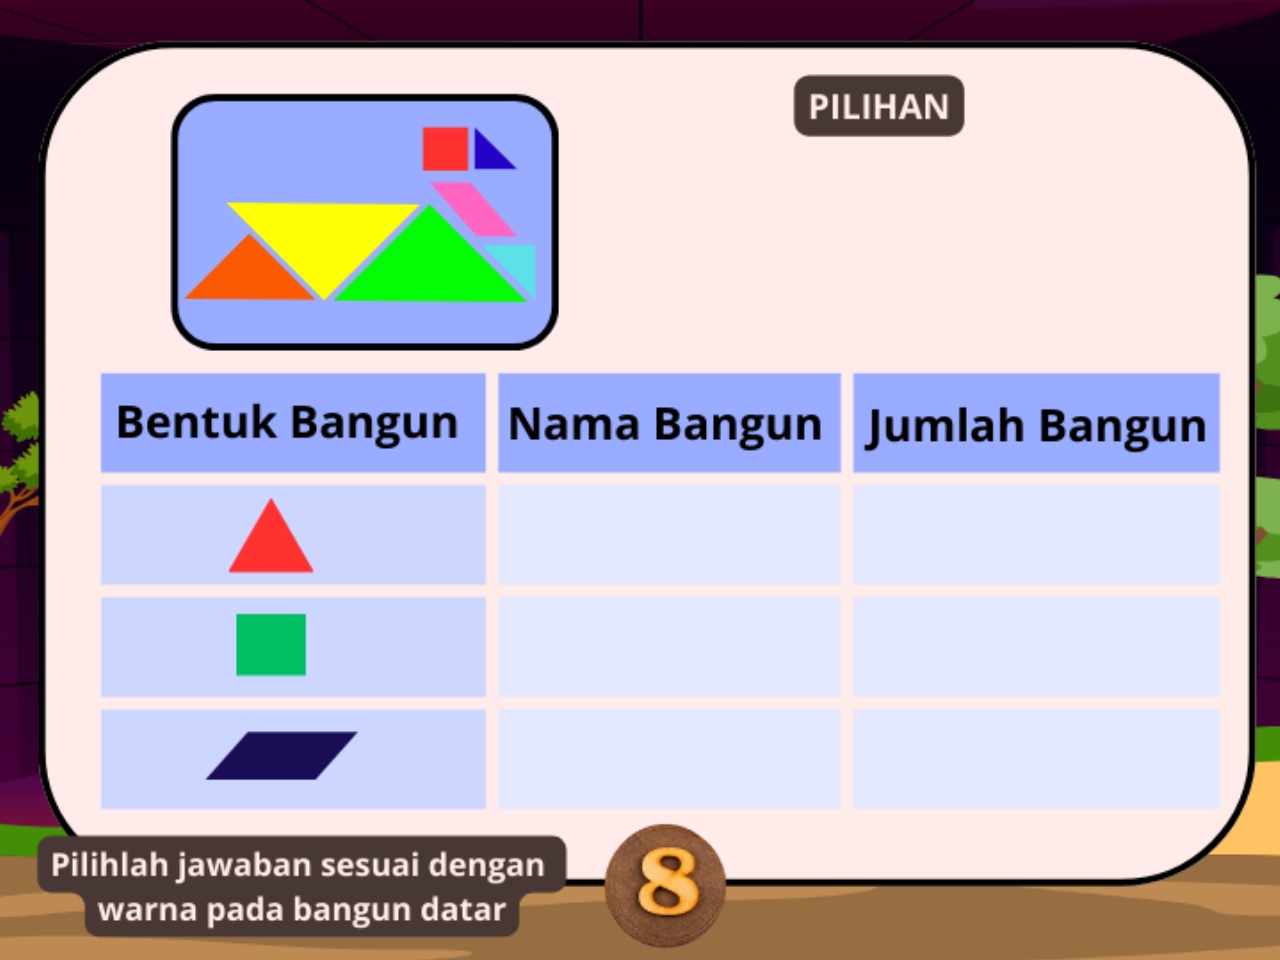 PILIHAN
Bentuk Bangun
Nama Bangun
Jumlah Bangun
Pilihlah jawaban sesuai dengan
warna pada bangun datar
8